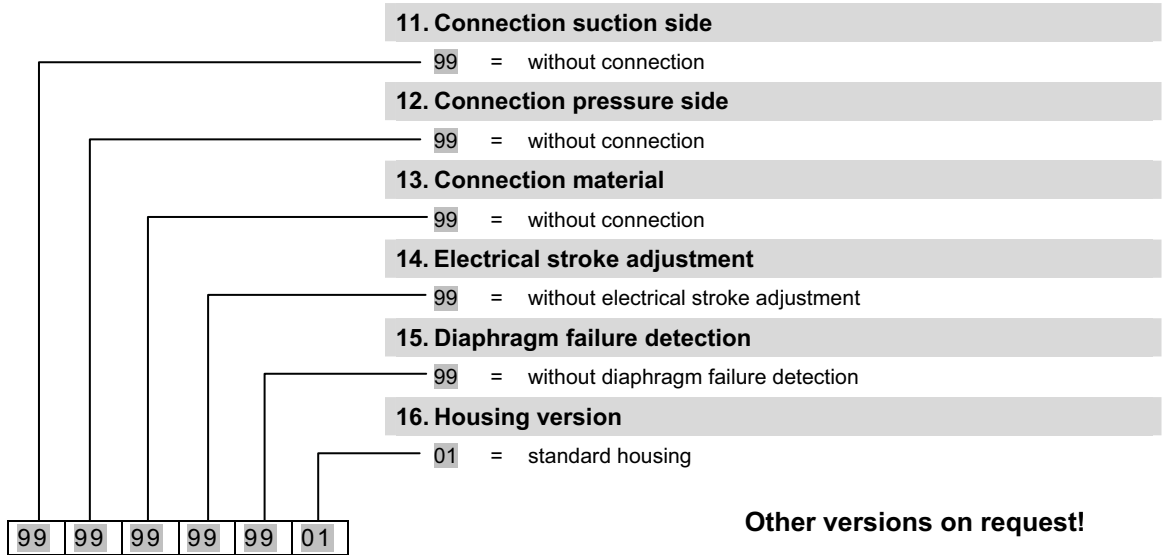 11. Connection suction side
99 = without connection
12. Connection pressure side
99 = without connection
13. Connection material
99 = without connection
14. Electrical stroke adjustment
99 = without electrical stroke adjustment
15. Diaphragm failure detection
99 = without diaphragm failure detection
16. Housing version
01 = standard housing
99 99 99 99 99 01
Other versions on request!